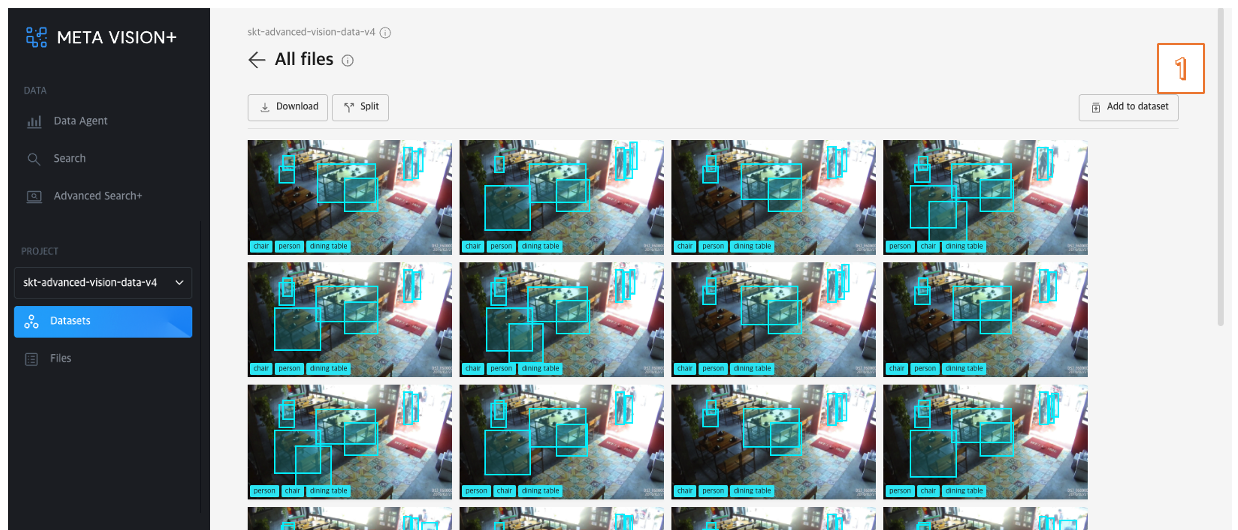 META VISION+
DATA
Data Agent
Search
Advanced Search+
PROJECT
skt-advanced-vision-data-v4
Datasets
Files
skt-advanced-vision-data-v4
All files
1
Download
Split
Add to dataset
chair person dining table
chair person dining table
chair person dining table
person chair dining table
chair person dining table
chair person dining table
chair person dining table
chair person dining table
person chair dining table
person chair dining table
chair person dining table
person chair dining table